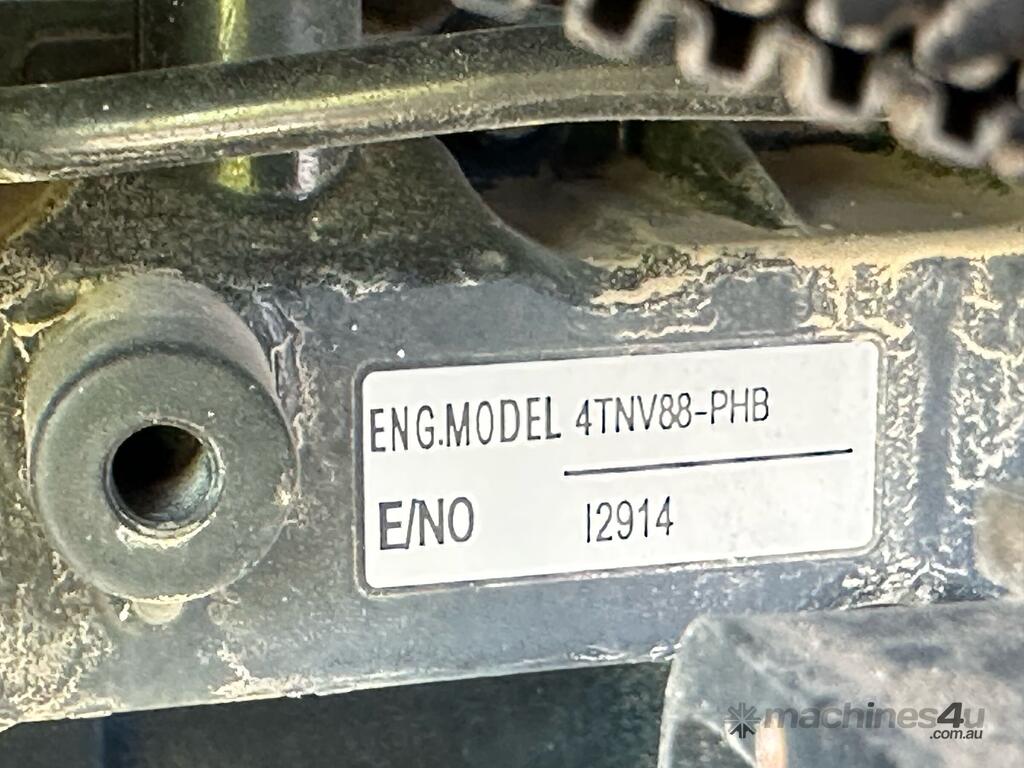 ENG.MODEL 4TNV88-PHB
E/NO I2914
machines4u
.com.au